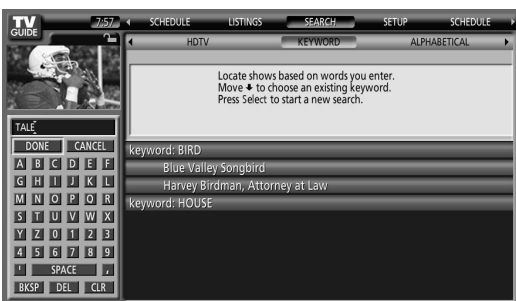 TV GUIDE
7:57
SCHEDULE LISTINGS SEARCH SETUP SCHEDULE
HDTV KEYWORD ALPHABETICAL
Locate shows based on words you enter.
Move ⬇ to choose an existing keyword.
Press Select to start a new search.
TALE
DONE CANCEL
A B C D E F
G H I J K L
M N O P Q R
S T U V W X
Y Z 0 1 2 3
4 5 6 7 8 9
' SPACE ,
BKSP DEL CLR
keyword: BIRD
Blue Valley Songbird
Harvey Birdman, Attorney at Law
keyword: HOUSE